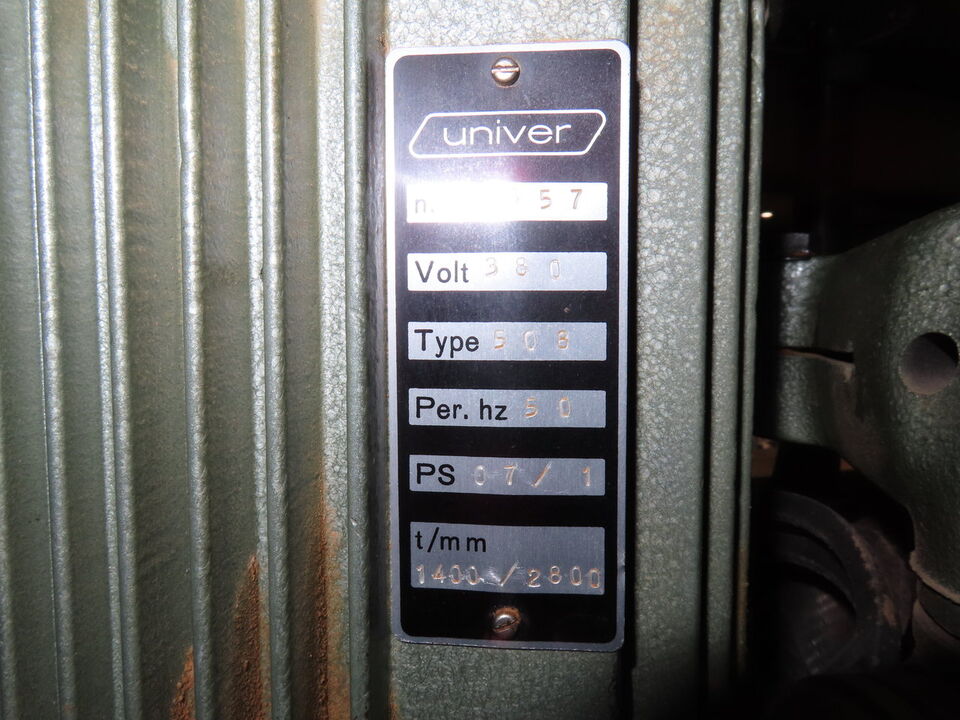 univer
n. 57
Volt 380
Type 508
Per. hz 50
PS 07/1
t/mm
1400/2800